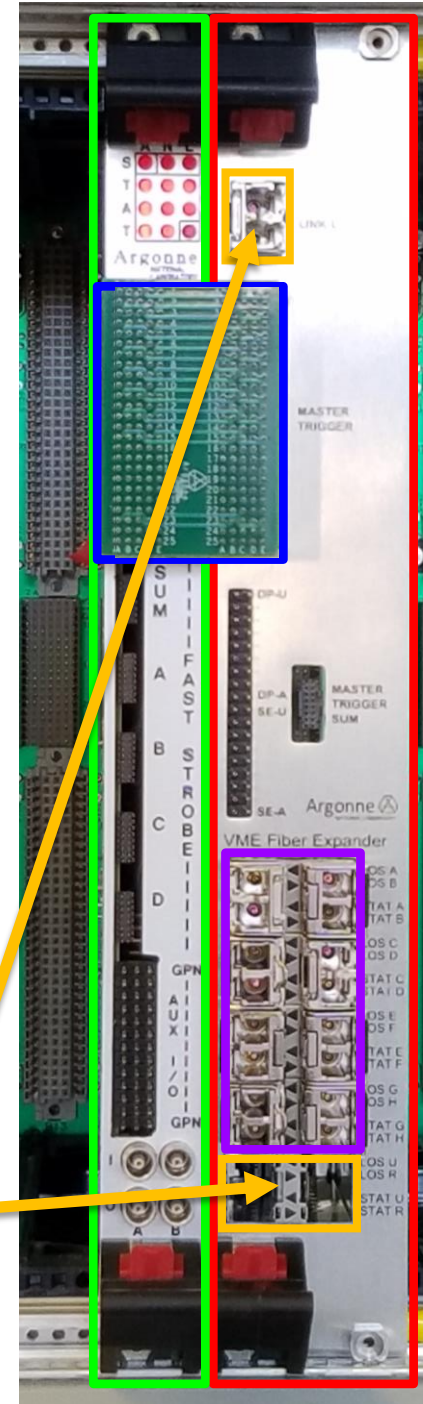 A N E
S
T
A
T
Argonne
NATIONAL
LABORATORY
LINK L
MASTER
TRIGGER
A B C D E
A B C D E
SUM
A
B
C
D
FAST STROBE
GPN
AUX I/O
GPN
I
O
A B
DP-U
DP-A
SE-U
SE-A
MASTER
TRIGGER
SUM
Argonne
VME Fiber Expander
LOS A
LOS B
STAT A
STAT B
LOS C
LOS D
STAT C
STAT D
LOS E
LOS F
STAT E
STAT F
LOS G
LOS H
STAT G
STAT H
LOS U
LOS R
STAT U
STAT R